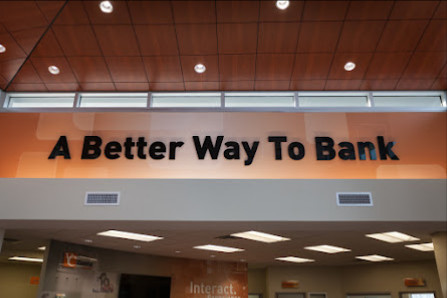 A Better Way To Bank
Interact.